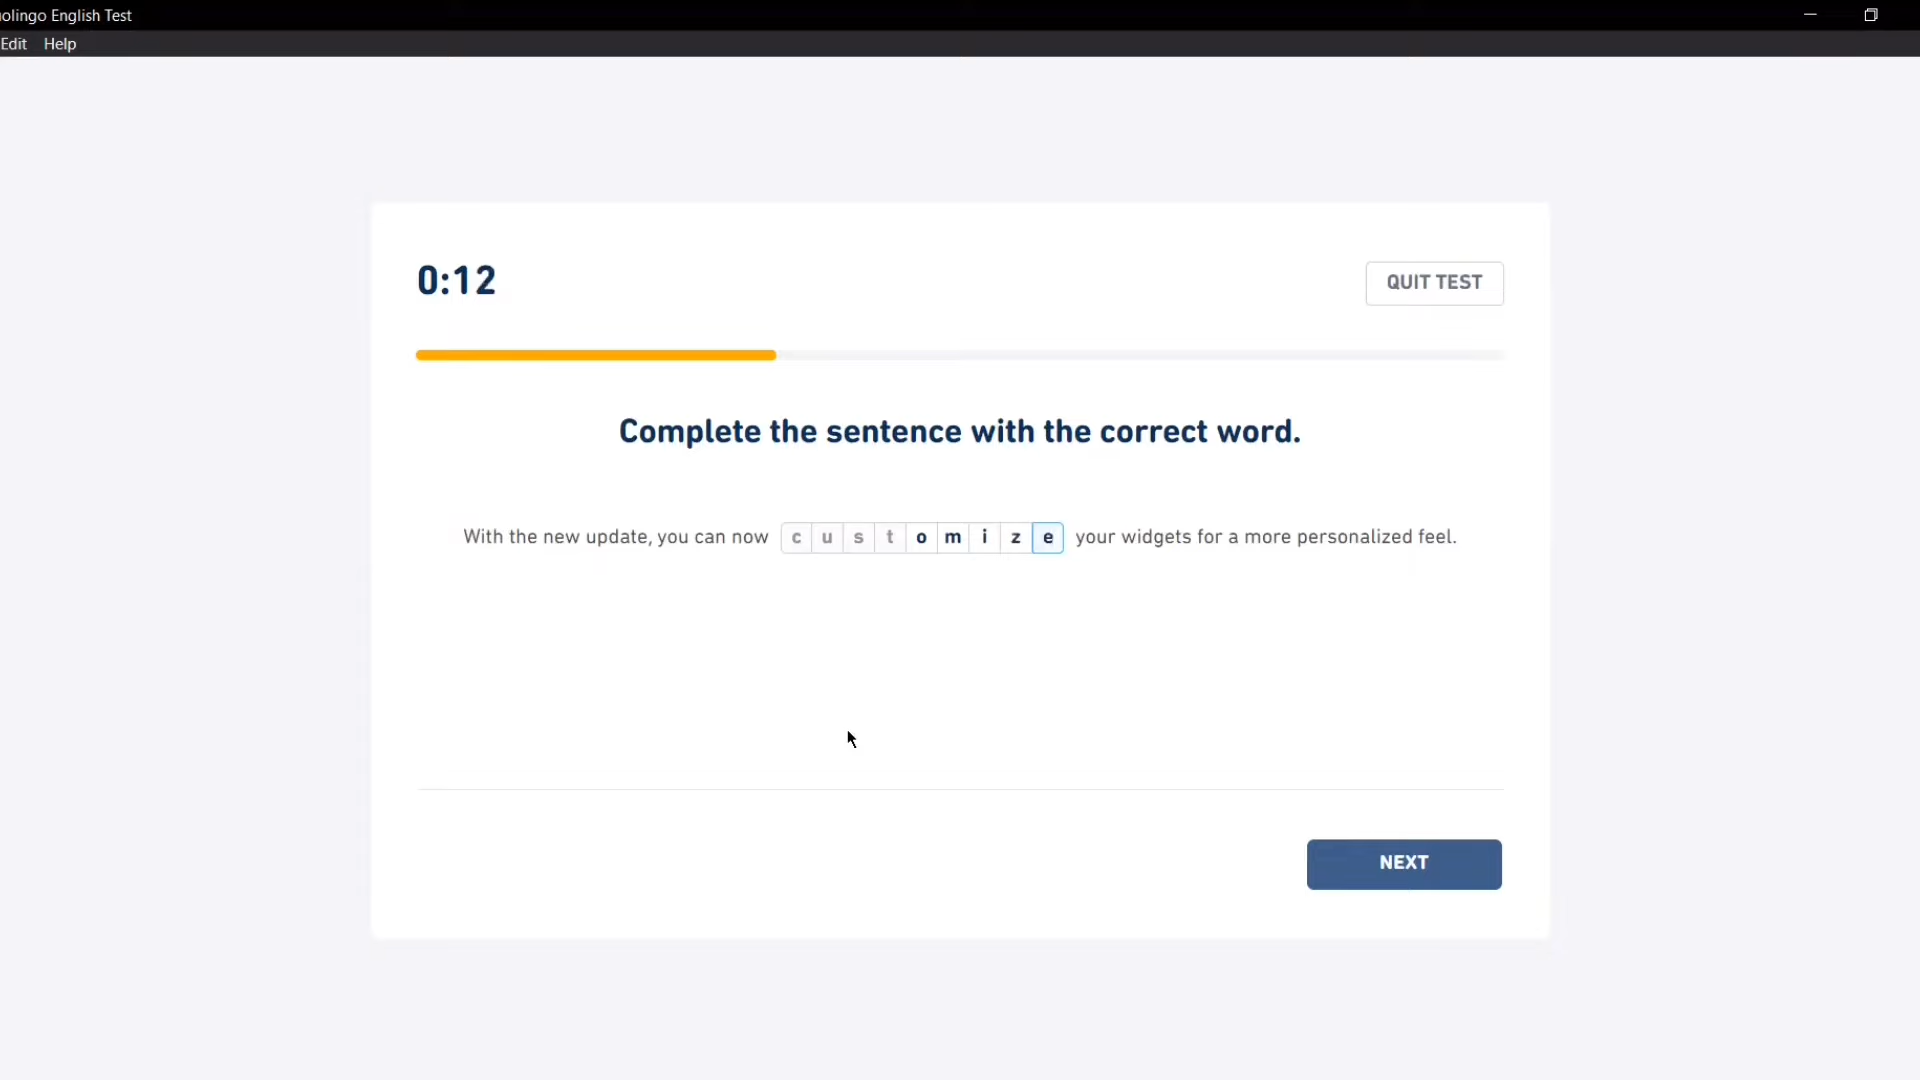 olingo English Test
Edit Help
0:12
QUIT TEST
Complete the sentence with the correct word.
With the new update, you can now customize your widgets for a more personalized feel.
NEXT